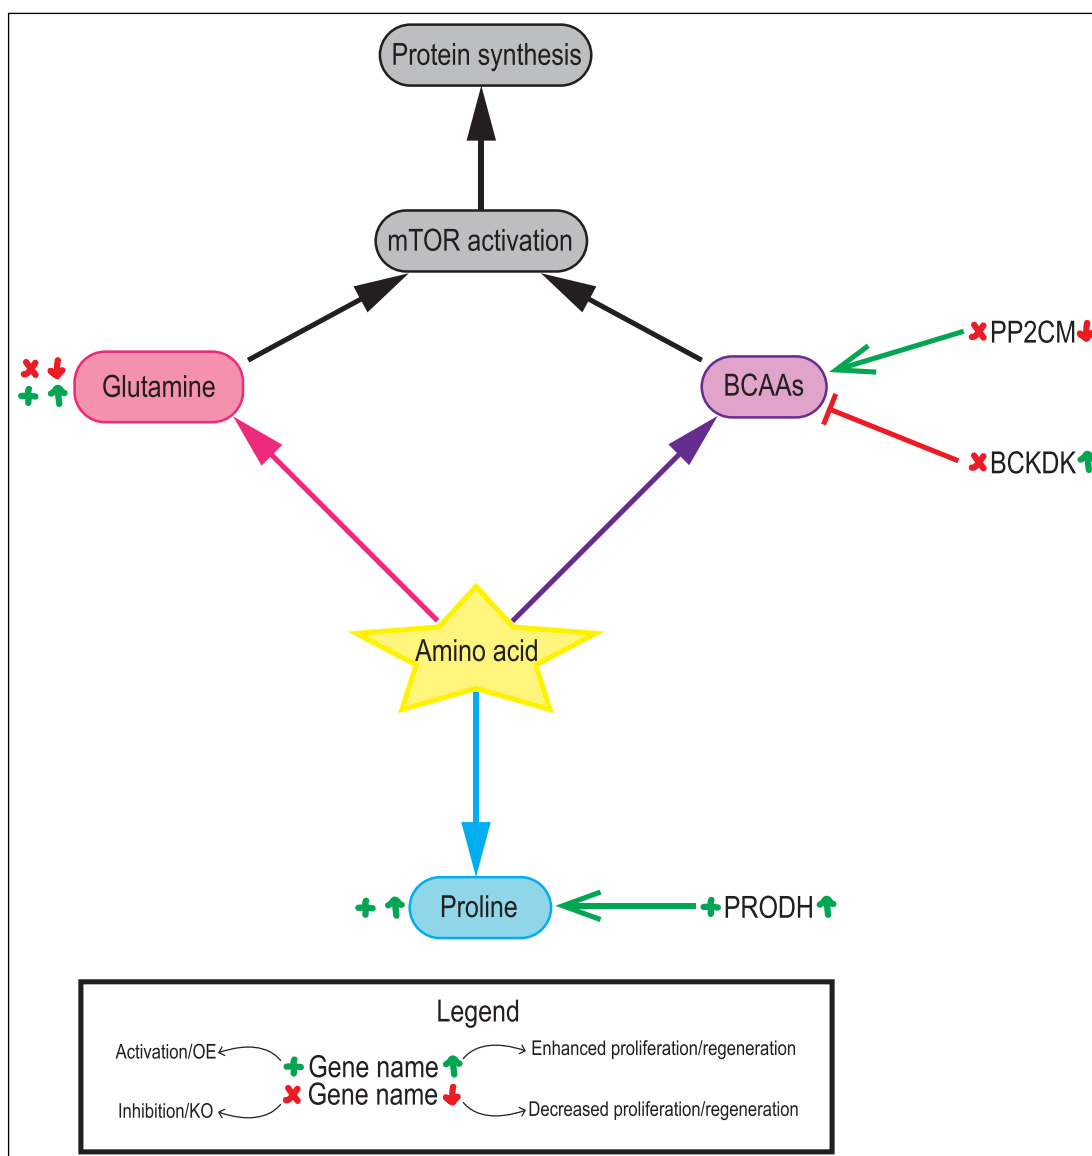 Protein synthesis
mTOR activation
PP2CM
Glutamine
BCAAs
BCKDK
Amino acid
Proline
PRODH
Legend
Activation/OE
Gene name
Enhanced proliferation/regeneration
Inhibition/KO
Gene name
Decreased proliferation/regeneration